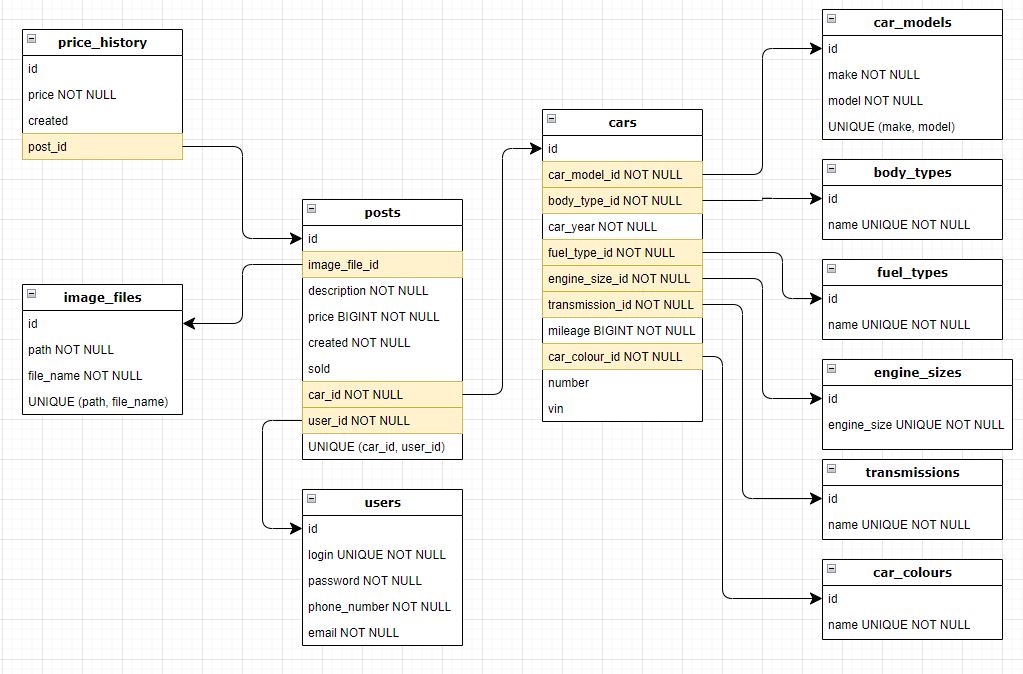 price_history
id
price NOT NULL
created
post_id
image_files
id
path NOT NULL
file_name NOT NULL
UNIQUE (path, file_name)
posts
id
image_file_id
description NOT NULL
price BIGINT NOT NULL
created NOT NULL
sold
car_id NOT NULL
user_id NOT NULL
UNIQUE (car_id, user_id)
users
id
login UNIQUE NOT NULL
password NOT NULL
phone_number NOT NULL
email NOT NULL
cars
id
car_model_id NOT NULL
body_type_id NOT NULL
car_year NOT NULL
fuel_type_id NOT NULL
engine_size_id NOT NULL
transmission_id NOT NULL
mileage BIGINT NOT NULL
car_colour_id NOT NULL
number
vin
car_models
id
make NOT NULL
model NOT NULL
UNIQUE (make, model)
body_types
id
name UNIQUE NOT NULL
fuel_types
id
name UNIQUE NOT NULL
engine_sizes
id
engine_size UNIQUE NOT NULL
transmissions
id
name UNIQUE NOT NULL
car_colours
id
name UNIQUE NOT NULL